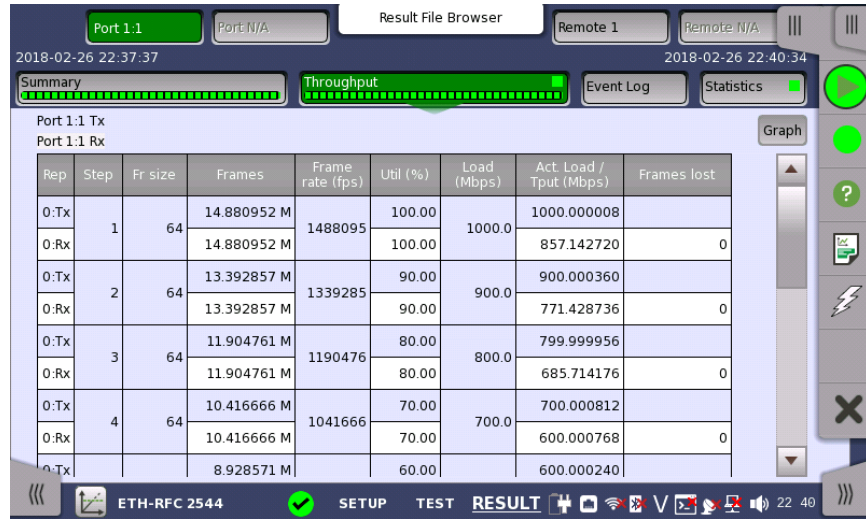 Port 1:1
Port N/A
Result File Browser
Remote 1
Remote N/A
2018-02-26 22:37:37
2018-02-26 22:40:34
Summary
Throughput
Event Log
Statistics
Port 1:1 Tx
Port 1:1 Rx
Graph
Rep Step Fr size Frames Frame rate (fps) Util (%) Load (Mbps) Act. Load / Tput (Mbps) Frames lost
0:Tx 1 64 14.880952 M 1488095 100.00 1000.0 1000.000008
0:Rx 14.880952 M 100.00 857.142720 0
0:Tx 2 64 13.392857 M 1339285 90.00 900.0 900.000360
0:Rx 13.392857 M 90.00 771.428736 0
0:Tx 3 64 11.904761 M 1190476 80.00 800.0 799.999956
0:Rx 11.904761 M 80.00 685.714176 0
0:Tx 4 64 10.416666 M 1041666 70.00 700.0 700.000812
0:Rx 10.416666 M 70.00 600.000768 0
0:Tx 8.928571 M 60.00 600.000240
ETH-RFC 2544 SETUP TEST RESULT V 22 40